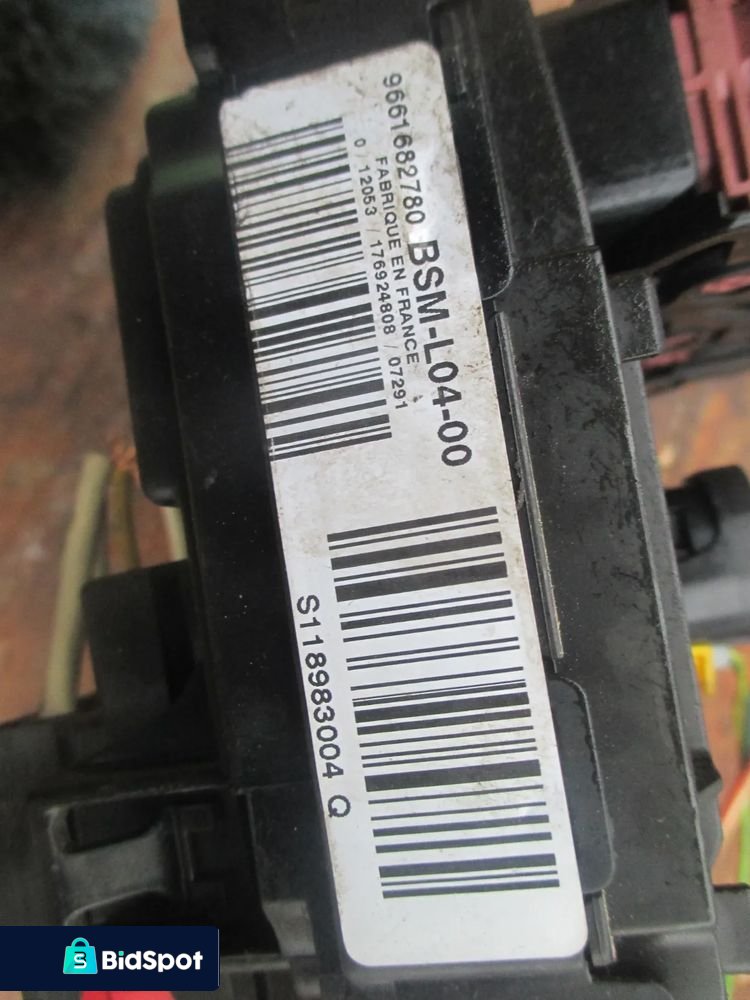 9661682780 BSM-L04-00
FABRIQUE EN FRANCE
0 / 12053 / 176924808 / 07291
S118983004 Q
BidSpot